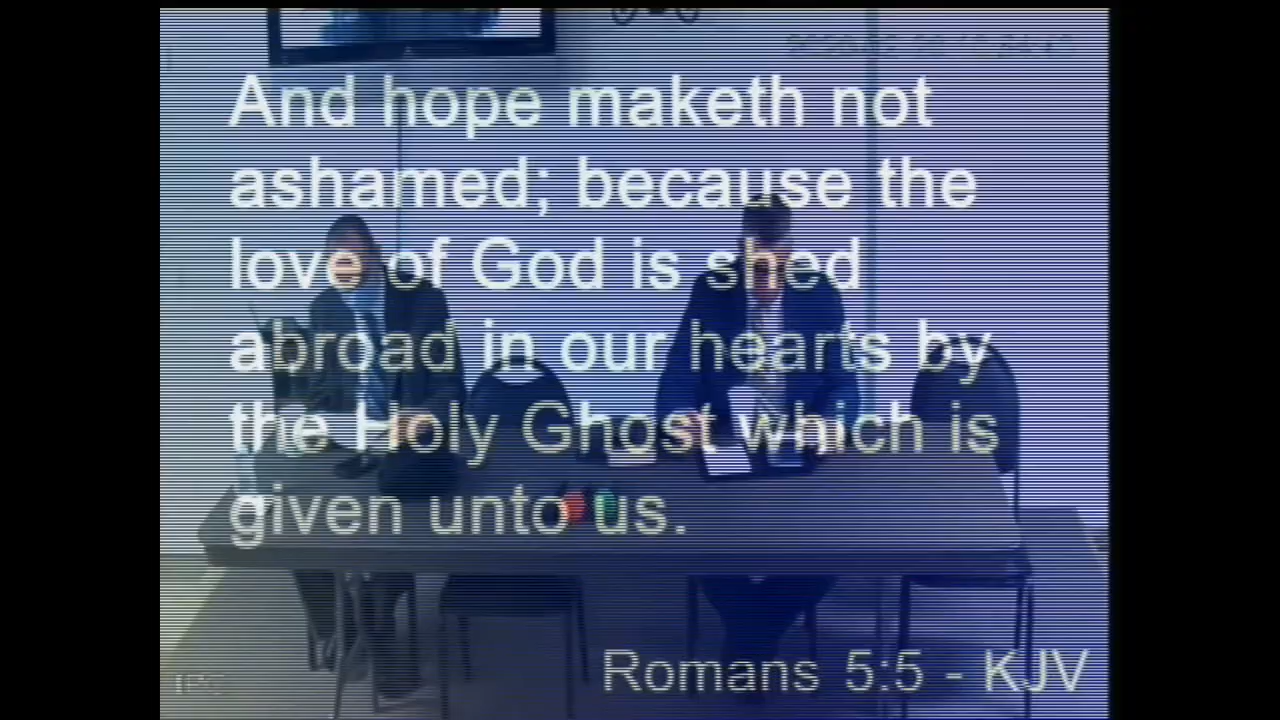 And hope maketh not
ashamed; because the
love of God is shed
abroad in our hearts by
the Holy Ghost which is
given unto us.
Romans 5:5 - KJV